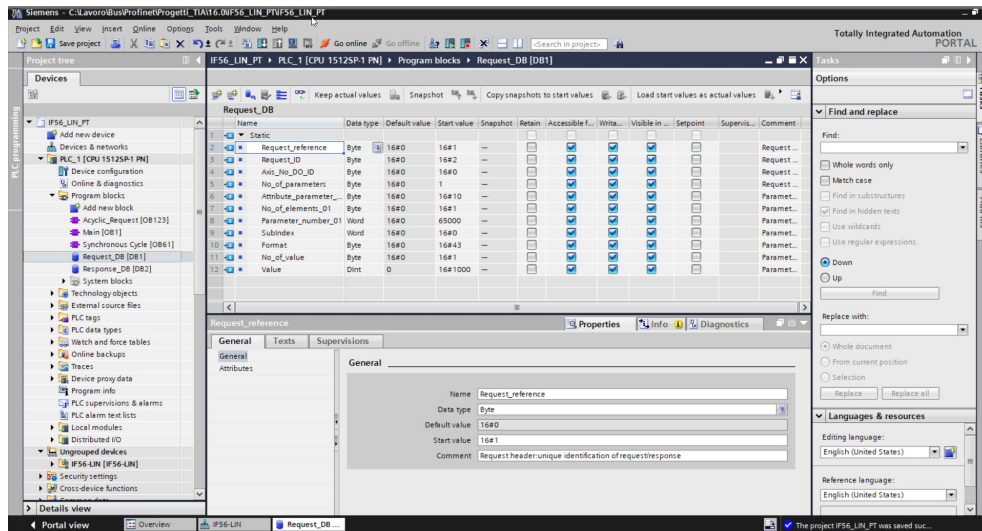 Siemens - C:\Lavoro\Bus\Profinet\Progetti_TIA\16.0\IF56_LIN_PT\IF56_LIN_PT
Project Edit View Insert Online Options Tools Window Help
Totally Integrated Automation
PORTAL
Save project
Go online
Go offline
<Search in project>
Project tree
IF56_LIN_PT PLC_1 [CPU 1512SP-1 PN] Program blocks Request_DB [DB1]
Tasks
Devices
Options
PLC programming
Keep actual values Snapshot Copy snapshots to start values Load start values as actual values
Request_DB
Name Data type Default value Start value Snapshot Retain Accessible f... Writa... Visible in ... Setpoint Supervis... Comment
1 Static
2 Request_reference Byte 16#0 16#1 — Request ...
3 Request_ID Byte 16#0 16#2 — Request ...
4 Axis_No_DO_ID Byte 16#0 16#0 — Request ...
5 No_of_parameters Byte 16#0 1 — Request ...
6 Attribute_parameter_... Byte 16#0 16#10 — Paramet...
7 No_of_elements_01 Byte 16#0 16#1 — Paramet...
8 Parameter_number_01 Word 16#0 65000 — Paramet...
9 SubIndex Word 16#0 16#0 — Paramet...
10 Format Byte 16#0 16#43 — Paramet...
11 No_of_value Byte 16#0 16#1 — Paramet...
12 Value DInt 0 16#1000 — Paramet...
IF56_LIN_PT
Add new device
Devices & networks
PLC_1 [CPU 1512SP-1 PN]
Device configuration
Online & diagnostics
Program blocks
Add new block
Acyclic_Request [OB123]
Main [OB1]
Synchronous Cycle [OB61]
Request_DB [DB1]
Response_DB [DB2]
System blocks
Technology objects
External source files
PLC tags
PLC data types
Watch and force tables
Online backups
Traces
Device proxy data
Program info
PLC supervisions & alarms
PLC alarm text lists
Local modules
Distributed I/O
Ungrouped devices
IF56-LIN [IF56-LIN]
Security settings
Cross-device functions
Details view
Request_reference
Properties Info Diagnostics
General Texts Supervisions
General
Attributes
General
Name Request_reference
Data type Byte
Default value 16#0
Start value 16#1
Comment Request header:unique identification of request/response
Find and replace
Find:
Whole words only
Match case
Find in substructures
Find in hidden texts
Use wildcards
Use regular expressions
Down
Up
Find
Replace with:
Whole document
From current position
Selection
Replace Replace all
Languages & resources
Editing language:
English (United States)
Reference language:
English (United States)
Portal view
Overview
IF56-LIN
Request_DB ...
The project IF56_LIN_PT was saved suc...